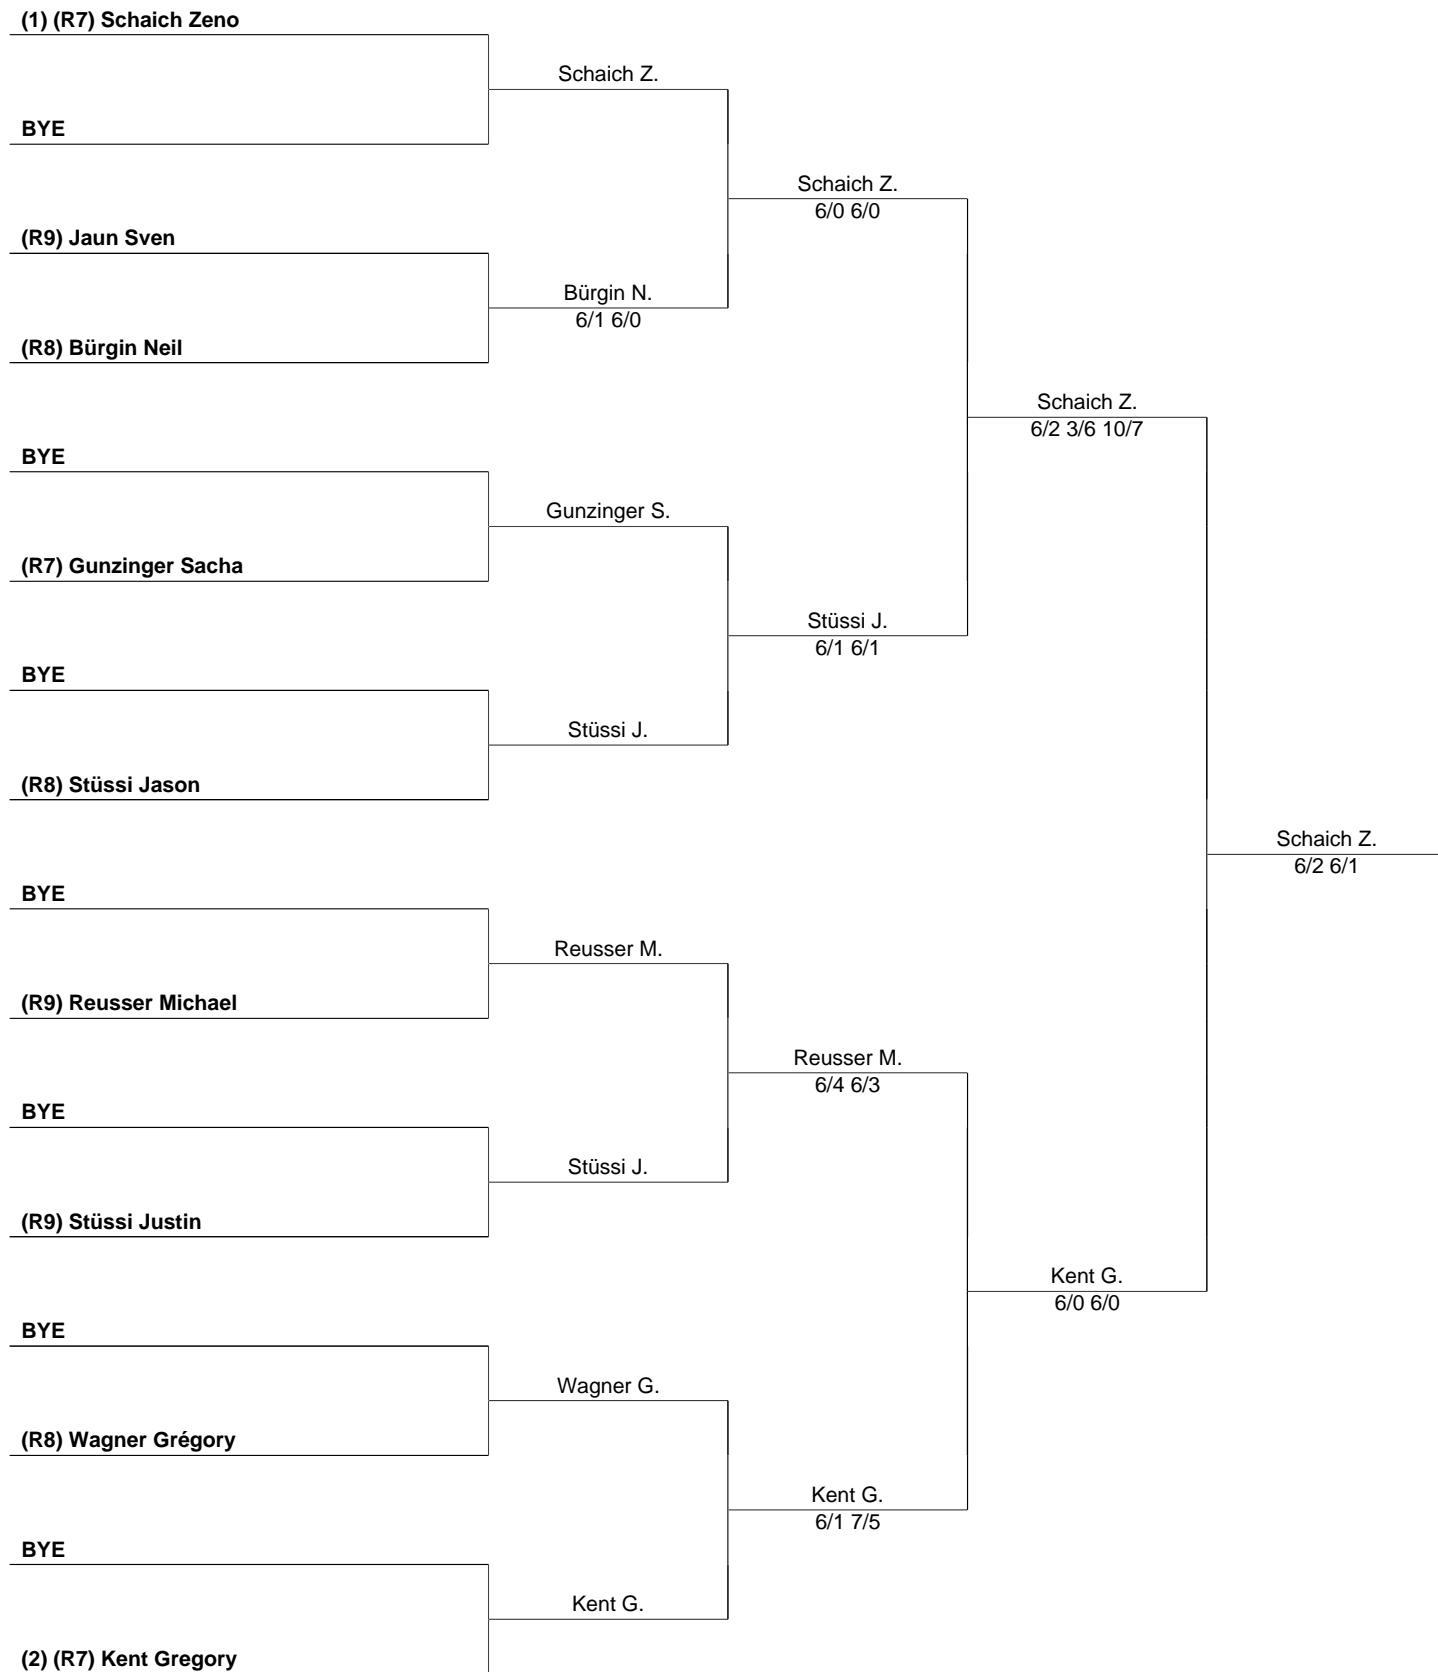 (1) (R7) Schaich Zeno
Schaich Z.
BYE
Schaich Z.
6/0 6/0
(R9) Jaun Sven
Bürgin N.
6/1 6/0
(R8) Bürgin Neil
Schaich Z.
6/2 3/6 10/7
BYE
Gunzinger S.
(R7) Gunzinger Sacha
Stüssi J.
6/1 6/1
BYE
Stüssi J.
(R8) Stüssi Jason
Schaich Z.
6/2 6/1
BYE
Reusser M.
(R9) Reusser Michael
Reusser M.
6/4 6/3
BYE
Stüssi J.
(R9) Stüssi Justin
Kent G.
6/0 6/0
BYE
Wagner G.
(R8) Wagner Grégory
Kent G.
6/1 7/5
BYE
Kent G.
(2) (R7) Kent Gregory